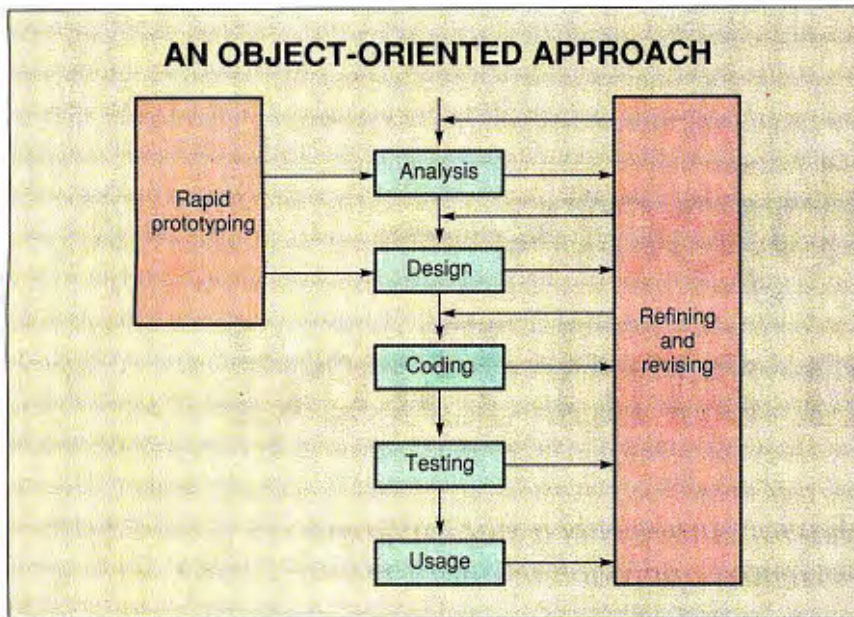 AN OBJECT-ORIENTED APPROACH
Rapid
prototyping
Analysis
Design
Coding
Testing
Usage
Refining
and
revising